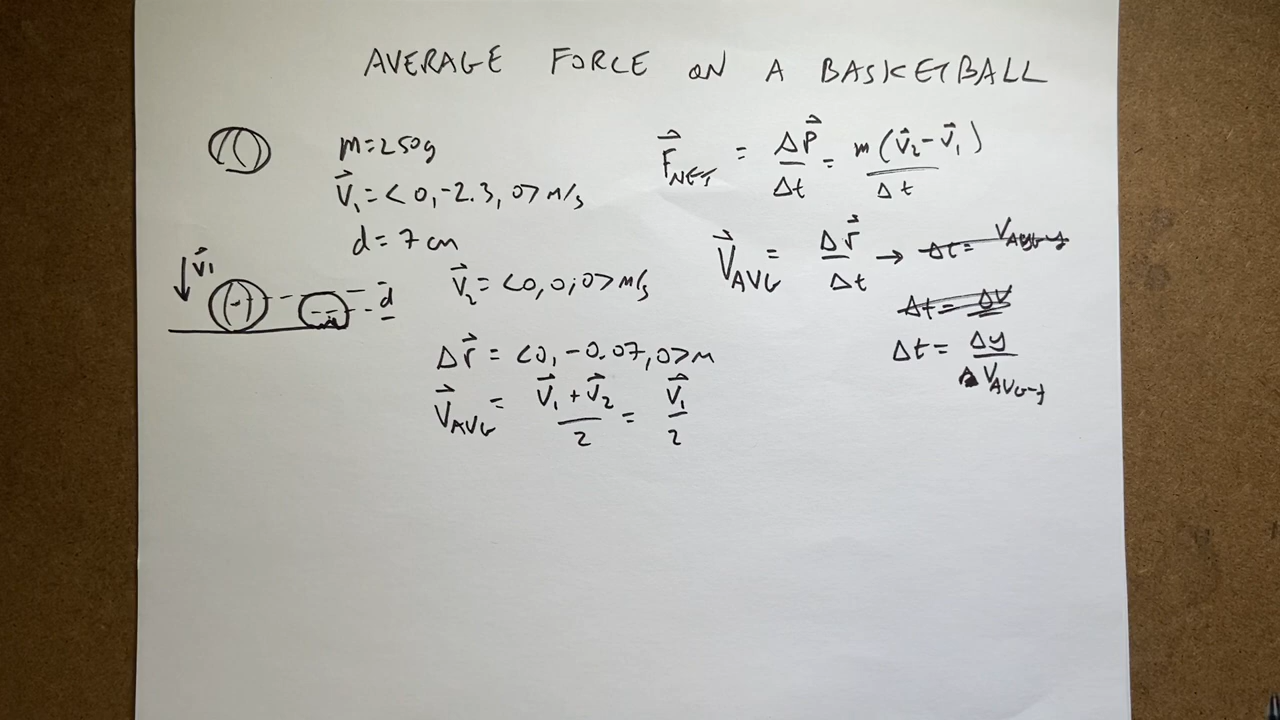 AVERAGE FORCE ON A BASKETBALL
m=250g
V⃗₁=<0,-2.3,0>m/s
d=7cm
V⃗₂=<0,0,0>m/s
Δr⃗=<0,-0.07,0>m
V⃗AVG = (V⃗₁+V⃗₂)/2 = V⃗₁/2
V⃗1
d
F⃗NET = ΔP⃗/Δt = m(V⃗₂-V⃗₁)/Δt
V⃗AVG = Δr⃗/Δt →
Δt = Δy/VAVG-y